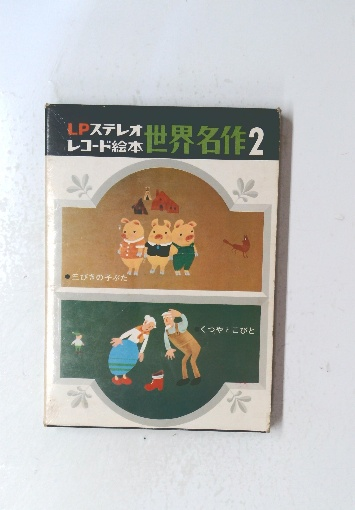 LPステレオ
レコード絵本 世界名作2
●三びきの子ぶた
くつやとこびと